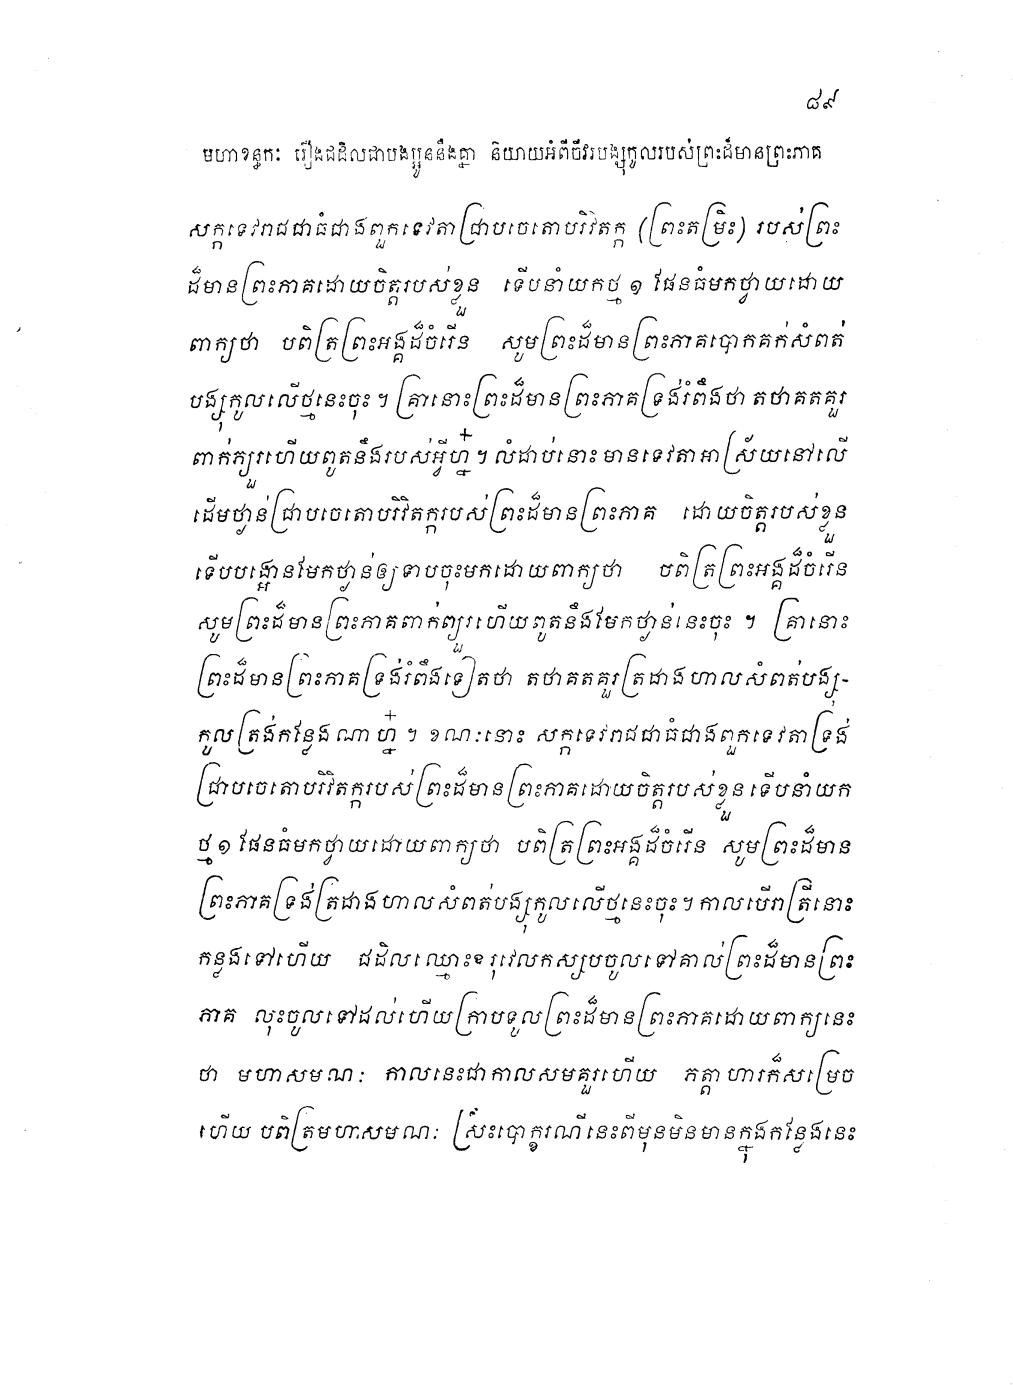 ៨៩
មហាខន្ធកៈ រឿងជដិលជាបងប្អូននឹងគ្នា និយាយអំពីចីវរបង្សុកូលរបស់ព្រះដ៏មានព្រះភាគ
សក្កទេវរាជជាធំជាងពួកទេវតាជ្រាបចេតោបរិវិតក្ក (ព្រះតម្រិះ) របស់ព្រះ
ដ៏មានព្រះភាគដោយចិត្តរបស់ខ្លួន ទើបនាំយកថ្ម ១ ផែនធំមកថ្វាយដោយ
ពាក្យថា បពិត្រព្រះអង្គដ៏ចំរើន សូមព្រះដ៏មានព្រះភាគបោកគក់សំពត់
បង្សុកូលលើថ្មនេះចុះ ។ គ្រានោះព្រះដ៏មានព្រះភាគទ្រង់រំពឹងថា តថាគតគួរ
ពាក់ភ្យួរហើយពួតនឹងរបស់អ្វីហ្ន៎ ។ លំដាប់នោះមានទេវតាអាស្រ័យនៅលើ
ដើមថ្ងាន់ជ្រាបចេតោបរិវិតក្ករបស់ព្រះដ៏មានព្រះភាគ ដោយចិត្តរបស់ខ្លួន
ទើបបង្អោនមែកថ្ងាន់ឲ្យទាបចុះមកដោយពាក្យថា បពិត្រព្រះអង្គដ៏ចំរើន
សូមព្រះដ៏មានព្រះភាគពាក់ព្យួរហើយពួតនឹងមែកថ្ងាន់នេះចុះ ។ គ្រានោះ
ព្រះដ៏មានព្រះភាគទ្រង់រំពឹងទៀតថា តថាគតគួរត្រដាងហាលសំពត់បង្សុ-
កូលត្រង់កន្លែងណាហ្ន៎ ។ ខណៈនោះ សក្កទេវរាជជាធំជាងពួកទេវតាទ្រង់
ជ្រាបចេតោបរិវិតក្ករបស់ព្រះដ៏មានព្រះភាគដោយចិត្តរបស់ខ្លួន ទើបនាំយក
ថ្ម ១ ផែនធំមកថ្វាយដោយពាក្យថា បពិត្រព្រះអង្គដ៏ចំរើន សូមព្រះដ៏មាន
ព្រះភាគទ្រង់ត្រដាងហាលសំពត់បង្សុកូលលើថ្មនេះចុះ ។ កាលបើរាត្រីនោះ
កន្លងទៅហើយ ជដិលឈ្មោះឧរុវេលកស្សបចូលទៅគាល់ព្រះដ៏មានព្រះ
ភាគ លុះចូលទៅដល់ហើយក្រាបទូលព្រះដ៏មានព្រះភាគដោយពាក្យនេះ
ថា មហាសមណៈ កាលនេះជាកាលសមគួរហើយ ភត្តាហារក៏សម្រេច
ហើយ បពិត្រមហាសមណៈ ស្រះបោក្ខរណីនេះពីមុនមិនមានក្នុងកន្លែងនេះ